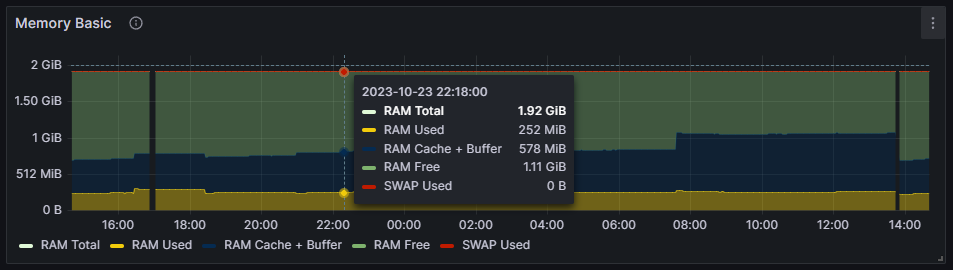 Memory Basic
2 GiB
1.50 GiB
1 GiB
512 MiB
0 B
2023-10-23 22:18:00
RAM Total 1.92 GiB
RAM Used 252 MiB
RAM Cache + Buffer 578 MiB
RAM Free 1.11 GiB
SWAP Used 0 B
16:00 18:00 20:00 22:00 00:00 02:00 04:00 06:00 08:00 10:00 12:00 14:00
RAM Total RAM Used RAM Cache + Buffer RAM Free SWAP Used